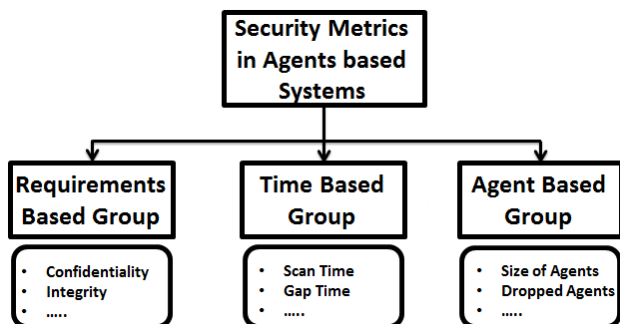 Security Metrics
in Agents based
Systems
Requirements
Based Group
Time Based
Group
Agent Based
Group
• Confidentiality
• Integrity
• .....
• Scan Time
• Gap Time
• .....
• Size of Agents
• Dropped Agents
• .....